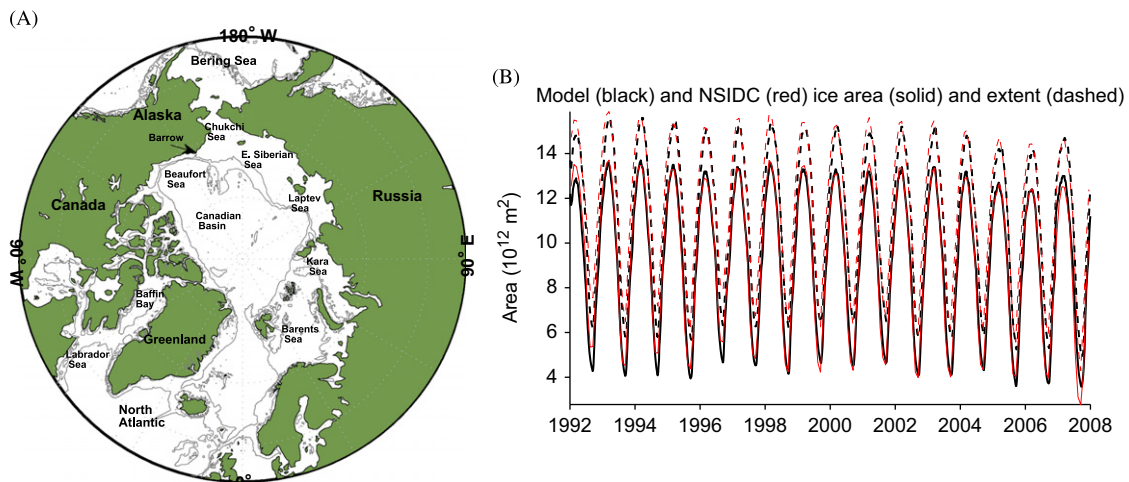 (A)
180° W
Bering Sea
Alaska
Chukchi
Sea
Barrow
E. Siberian
Sea
Beaufort
Sea
Canada
Russia
Laptev
Sea
Canadian
Basin
90° W
90° E
Kara
Sea
Baffin
Bay
Greenland
Barents
Sea
Labrador
Sea
North
Atlantic
(B)
Model (black) and NSIDC (red) ice area (solid) and extent (dashed)
Area (10¹² m²)
14
12
10
8
6
4
1992 1994 1996 1998 2000 2002 2004 2006 2008